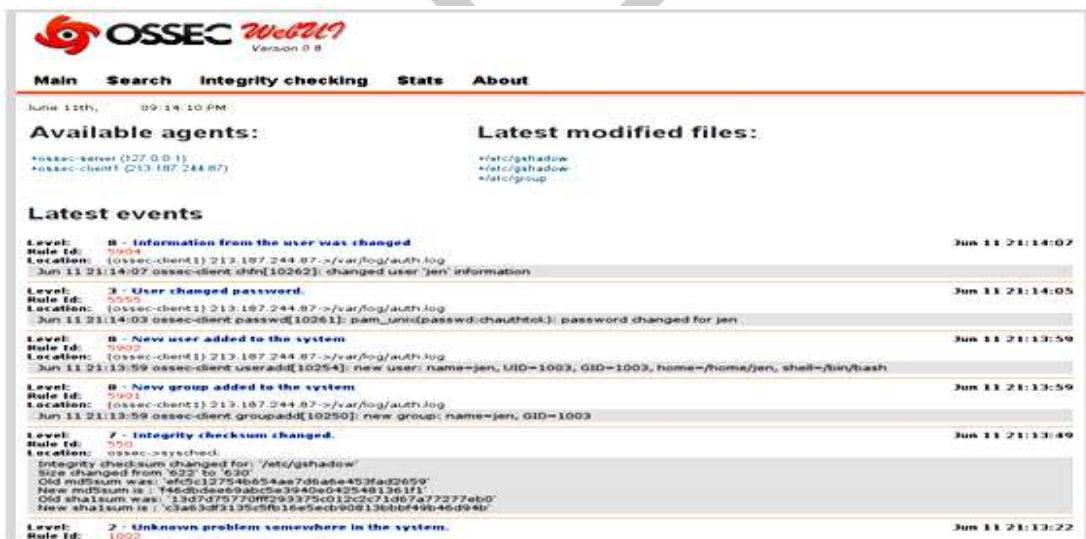 OSSEC WebUI
Version 0.8
Main Search Integrity checking Stats About
June 11th, 09:14:10 PM
Available agents:
+ossec-server (127.0.0.1)
+ossec-client1 (213.187.244.87)
Latest modified files:
+/etc/gshadow
+/etc/gshadow-
+/etc/group
Latest events
Level: 8 - Information from the user was changed Jun 11 21:14:07
Rule Id: 5904
Location: (ossec-client1) 213.187.244.87->/var/log/auth.log
Jun 11 21:14:07 ossec-client chfn[10262]: changed user 'jen' information
Level: 3 - User changed password. Jun 11 21:14:05
Rule Id: 5555
Location: (ossec-client1) 213.187.244.87->/var/log/auth.log
Jun 11 21:14:03 ossec-client passwd[10261]: pam_unix(passwd:chauthtok): password changed for jen
Level: 8 - New user added to the system Jun 11 21:13:59
Rule Id: 5902
Location: (ossec-client1) 213.187.244.87->/var/log/auth.log
Jun 11 21:13:59 ossec-client useradd[10254]: new user: name=jen, UID=1003, GID=1003, home=/home/jen, shell=/bin/bash
Level: 8 - New group added to the system Jun 11 21:13:59
Rule Id: 5901
Location: (ossec-client1) 213.187.244.87->/var/log/auth.log
Jun 11 21:13:59 ossec-client groupadd[10250]: new group: name=jen, GID=1003
Level: 7 - Integrity checksum changed. Jun 11 21:13:49
Rule Id: 550
Location: ossec->syscheck
Integrity checksum changed for: '/etc/gshadow'
Size changed from '622' to '630'
Old md5sum was:
New md5sum is :
Old sha1sum was:
New sha1sum is :
Level: 2 - Unknown problem somewhere in the system. Jun 11 21:13:22
Rule Id: 1002